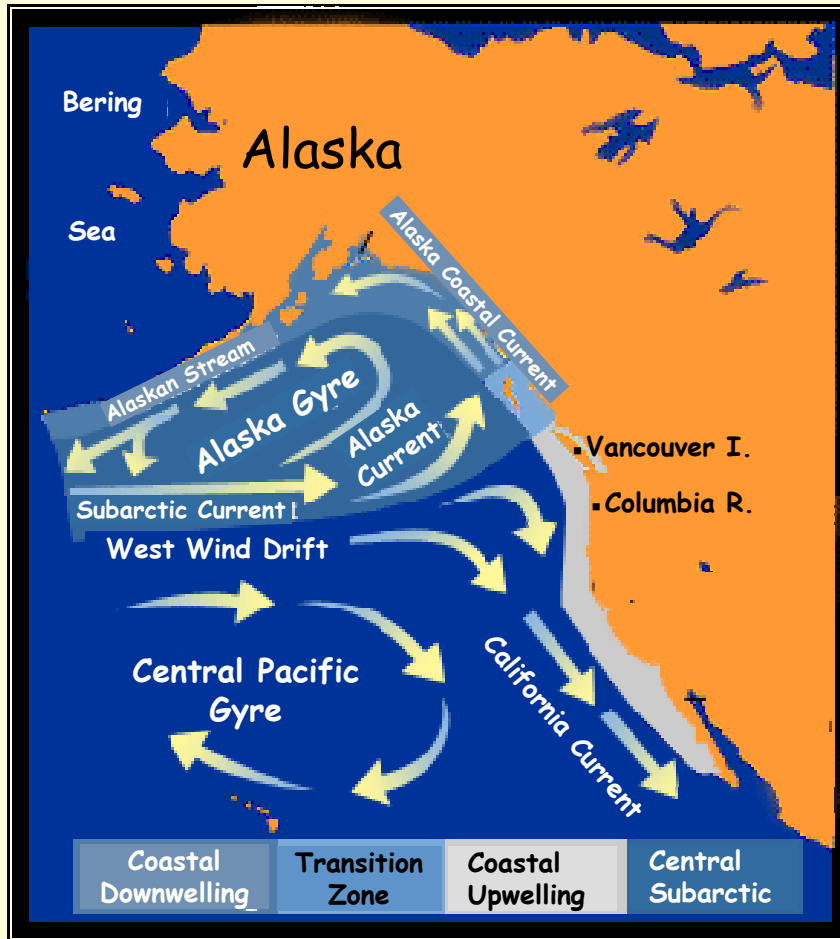 Bering
Sea
Alaska
Alaska Coastal Current
Alaskan Stream
Alaska Gyre
Alaska
Current
Subarctic Current
West Wind Drift
Vancouver I.
Columbia R.
Central Pacific
Gyre
California Current
Coastal
Downwelling
Transition
Zone
Coastal
Upwelling
Central
Subarctic